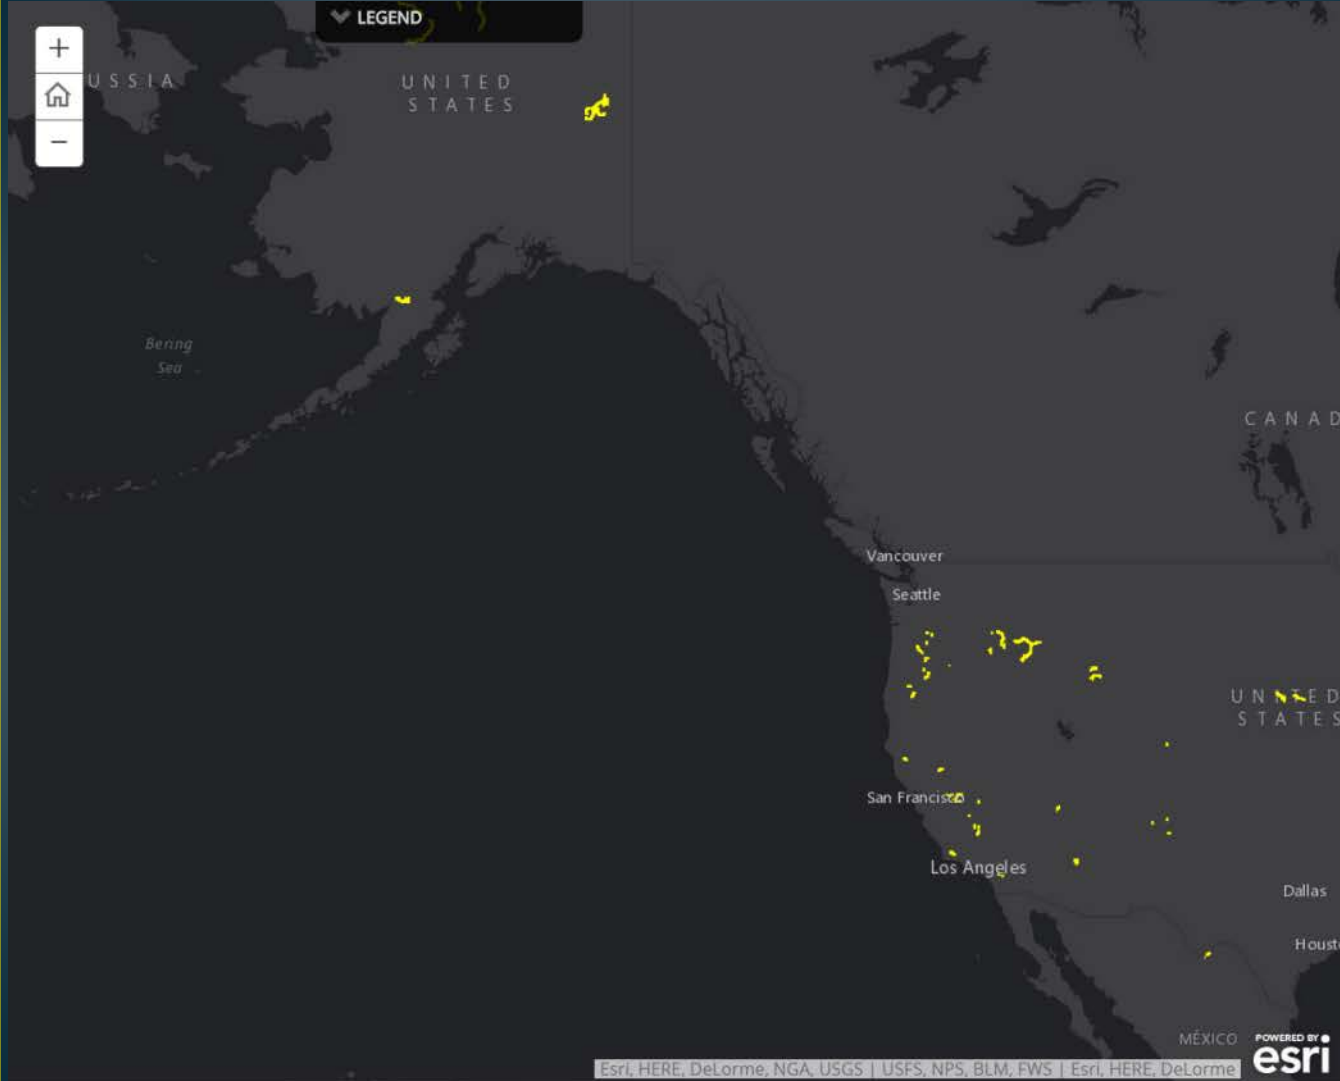 LEGEND
+
−
USSIA
UNITED
STATES
Bering
Sea
CANAD
Vancouver
Seattle
UNITED
STATES
San Francisco
Los Angeles
Dallas
Houst
MÉXICO
POWERED BY
esri
Esri, HERE, DeLorme, NGA, USGS | USFS, NPS, BLM, FWS | Esri, HERE, DeLorme